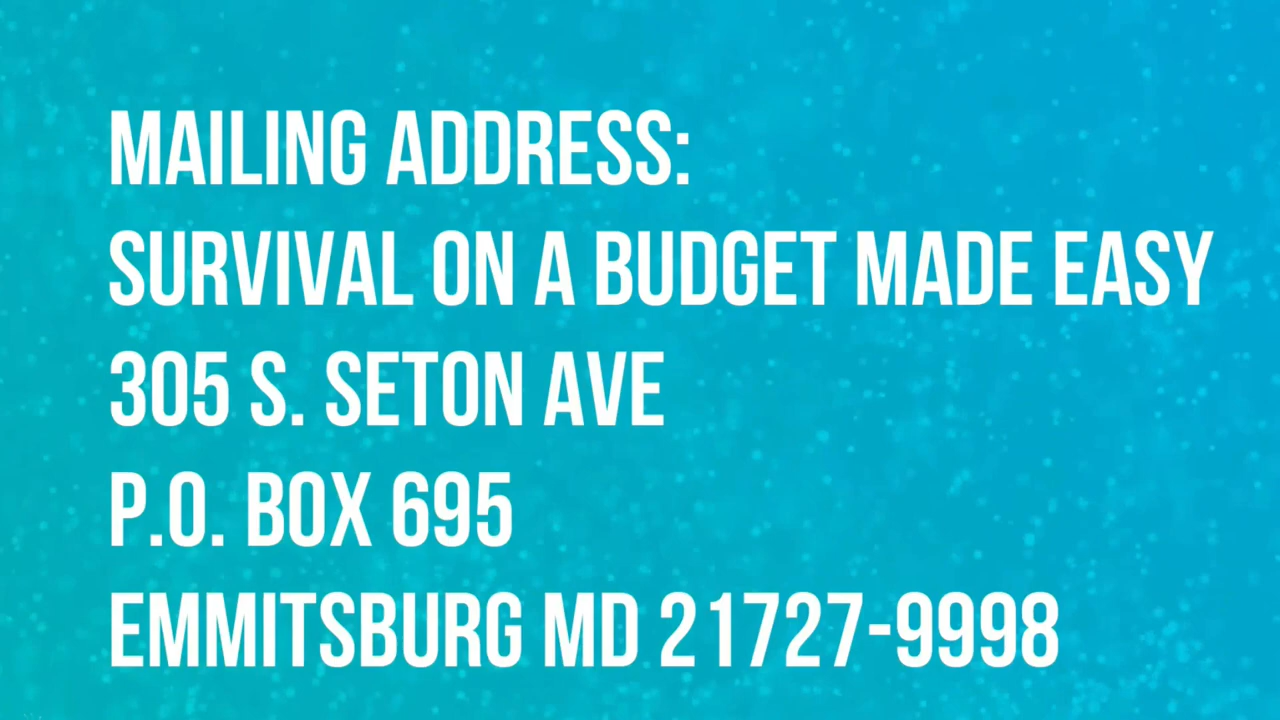 MAILING ADDRESS:
SURVIVAL ON A BUDGET MADE EASY
305 S. SETON AVE
P.O. BOX 695
EMMITSBURG MD 21727-9998